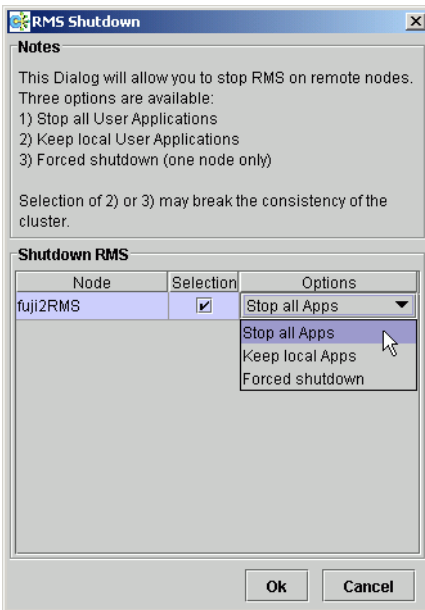 RMS Shutdown
Notes
This Dialog will allow you to stop RMS on remote nodes.
Three options are available:
1) Stop all User Applications
2) Keep local User Applications
3) Forced shutdown (one node only)
Selection of 2) or 3) may break the consistency of the
cluster.
Shutdown RMS
Node Selection Options
fuji2RMS Stop all Apps
Stop all Apps
Keep local Apps
Forced shutdown
Ok Cancel